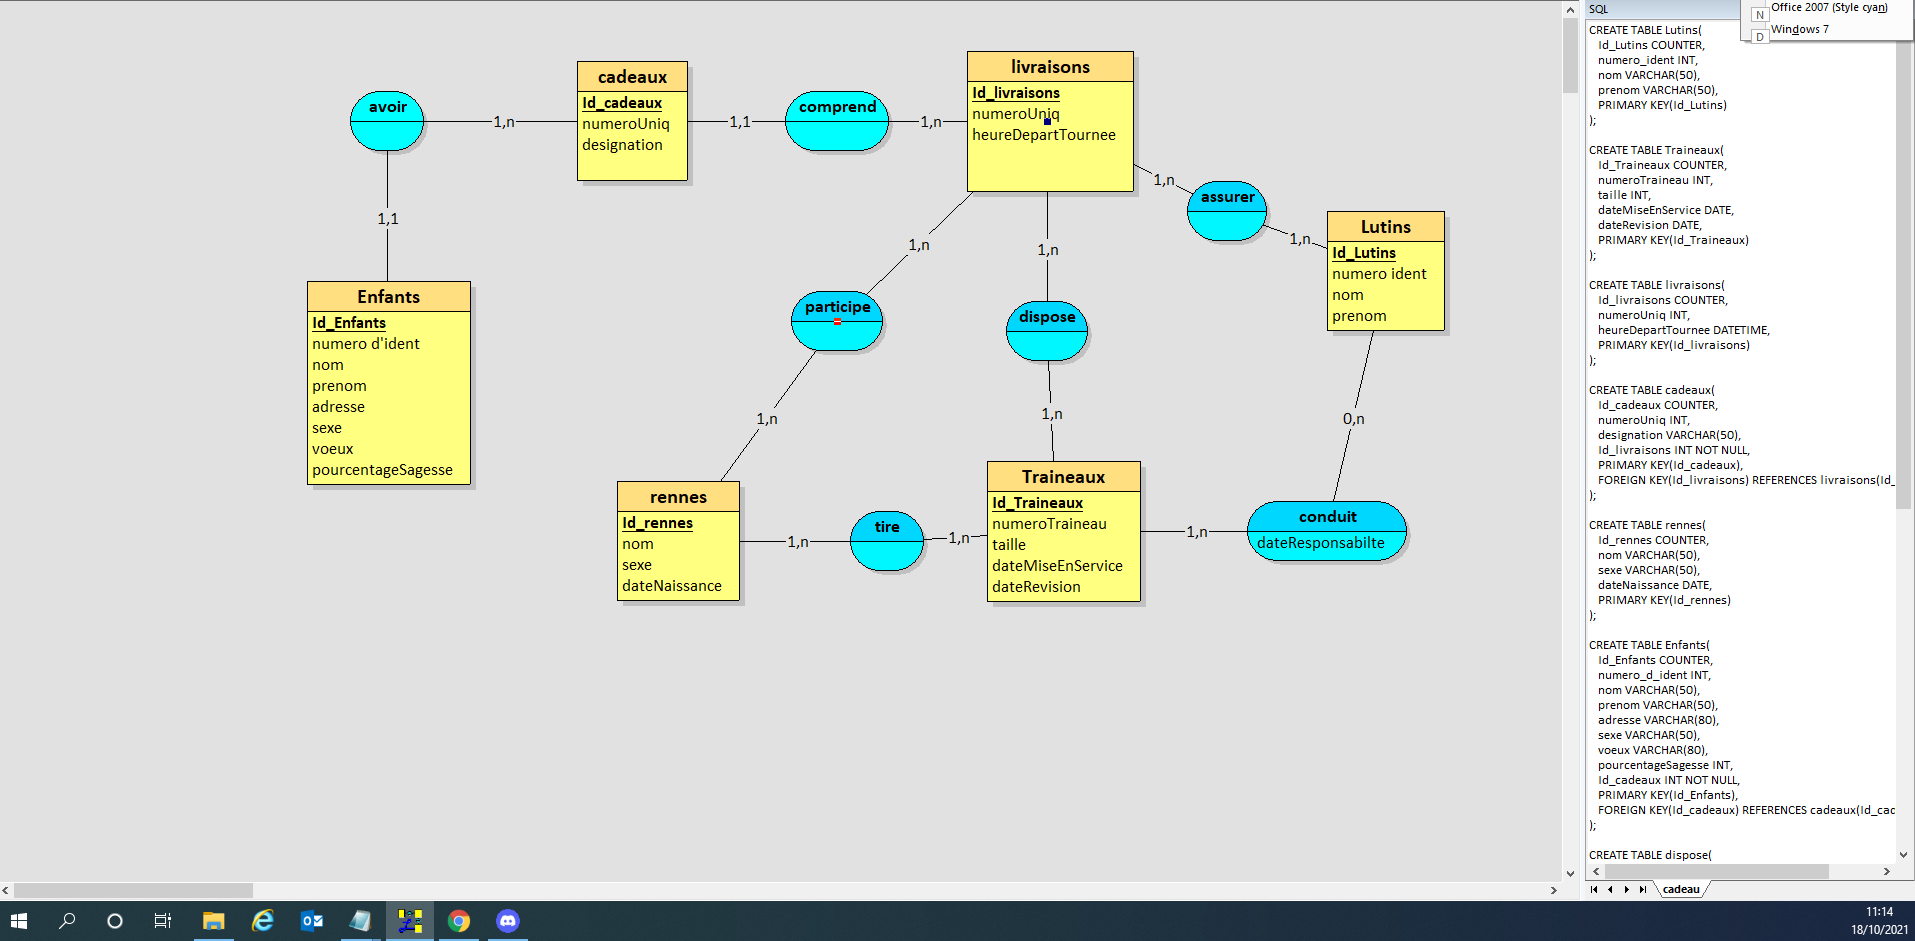 avoir
1,n
cadeaux
Id_cadeaux
numeroUniq
designation
1,1
comprend
1,n
livraisons
Id_livraisons
numeroUniq
heureDepartTournee
1,n
assurer
1,n
Lutins
Id_Lutins
numero ident
nom
prenom
1,1
Enfants
Id_Enfants
numero d'ident
nom
prenom
adresse
sexe
voeux
pourcentageSagesse
1,n
participe
1,n
1,n
dispose
1,n
0,n
rennes
Id_rennes
nom
sexe
dateNaissance
1,n
tire
1,n
Traineaux
Id_Traineaux
numeroTraineau
taille
dateMiseEnService
dateRevision
1,n
conduit
dateResponsabilte
SQL
N Office 2007 (Style cyan)
D Windows 7
CREATE TABLE Lutins(
Id_Lutins COUNTER,
numero_ident INT,
nom VARCHAR(50),
prenom VARCHAR(50),
PRIMARY KEY(Id_Lutins)
);
CREATE TABLE Traineaux(
Id_Traineaux COUNTER,
numeroTraineau INT,
taille INT,
dateMiseEnService DATE,
dateRevision DATE,
PRIMARY KEY(Id_Traineaux)
);
CREATE TABLE livraisons(
Id_livraisons COUNTER,
numeroUniq INT,
heureDepartTournee DATETIME,
PRIMARY KEY(Id_livraisons)
);
CREATE TABLE cadeaux(
Id_cadeaux COUNTER,
numeroUniq INT,
designation VARCHAR(50),
Id_livraisons INT NOT NULL,
PRIMARY KEY(Id_cadeaux),
FOREIGN KEY(Id_livraisons) REFERENCES livraisons(Id_
);
CREATE TABLE rennes(
Id_rennes COUNTER,
nom VARCHAR(50),
sexe VARCHAR(50),
dateNaissance DATE,
PRIMARY KEY(Id_rennes)
);
CREATE TABLE Enfants(
Id_Enfants COUNTER,
numero_d_ident INT,
nom VARCHAR(50),
prenom VARCHAR(50),
adresse VARCHAR(80),
sexe VARCHAR(50),
voeux VARCHAR(80),
pourcentageSagesse INT,
Id_cadeaux INT NOT NULL,
PRIMARY KEY(Id_Enfants),
FOREIGN KEY(Id_cadeaux) REFERENCES cadeaux(Id_cad
);
CREATE TABLE dispose(
cadeau
11:14
18/10/2021